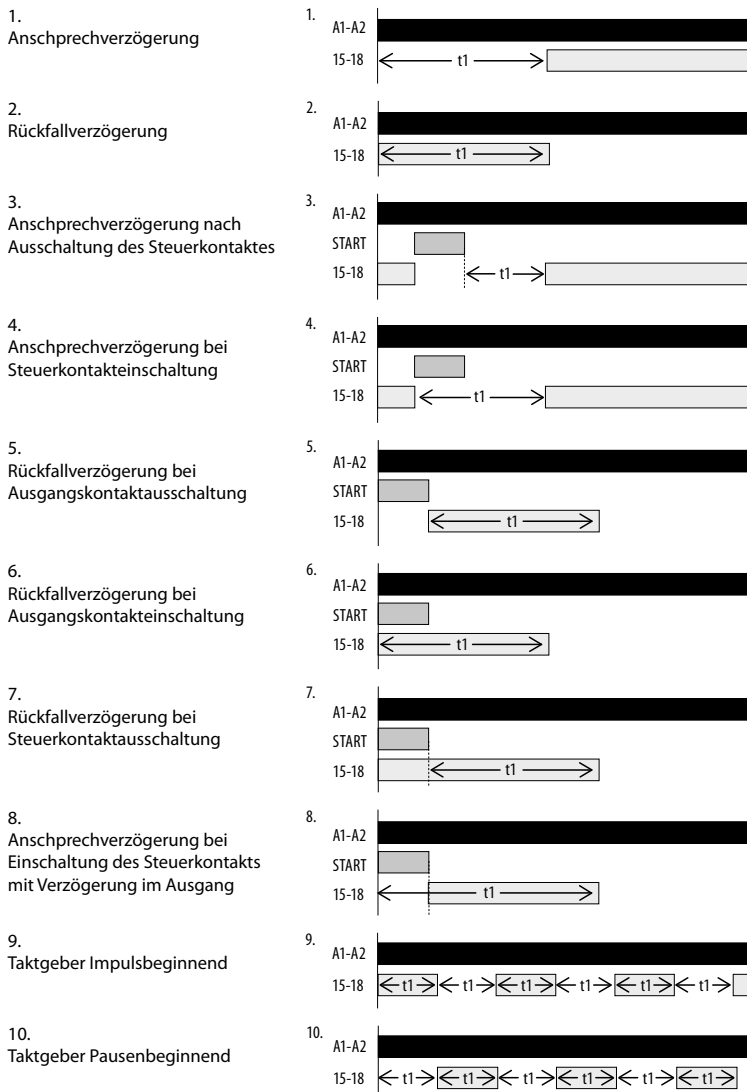 1.
Anschprechverzögerung
1.
A1-A2
15-18
t1
2.
Rückfallverzögerung
2.
A1-A2
15-18
t1
3.
Anschprechverzögerung nach
Ausschaltung des Steuerkontaktes
3.
A1-A2
START
15-18
t1
4.
Anschprechverzögerung bei
Steuerkontakteinschaltung
4.
A1-A2
START
15-18
t1
5.
Rückfallverzögerung bei
Ausgangskontaktausschaltung
5.
A1-A2
START
15-18
t1
6.
Rückfallverzögerung bei
Ausgangskontakteinschaltung
6.
A1-A2
START
15-18
t1
7.
Rückfallverzögerung bei
Steuerkontaktausschaltung
7.
A1-A2
START
15-18
t1
8.
Anschprechverzögerung bei
Einschaltung des Steuerkontakts
mit Verzögerung im Ausgang
8.
A1-A2
START
15-18
t1
9.
Taktgeber Impulsbeginnend
9.
A1-A2
15-18
t1 t1 t1 t1 t1 t1
10.
Taktgeber Pausenbeginnend
10.
A1-A2
15-18
t1 t1 t1 t1 t1 t1